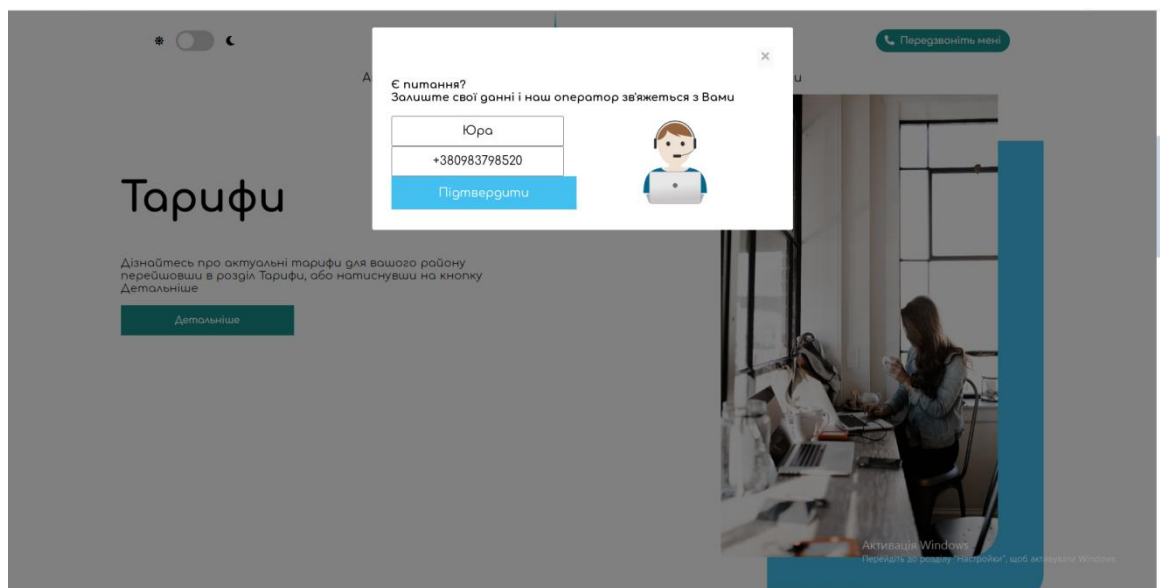 Передзвоніть мені
Є питання?
Залиште свої данні і наш оператор зв'яжеться з Вами
Юра
+380983798520
Підтвердити
Тарифи
Дізнайтесь про актуальні тарифи для вашого району
перейшовши в розділ Тарифи, або натиснувши на кнопку
Детальніше
Детальніше
Активація Windows
Перейдіть до розділу "Настройки", щоб активувати Windows.